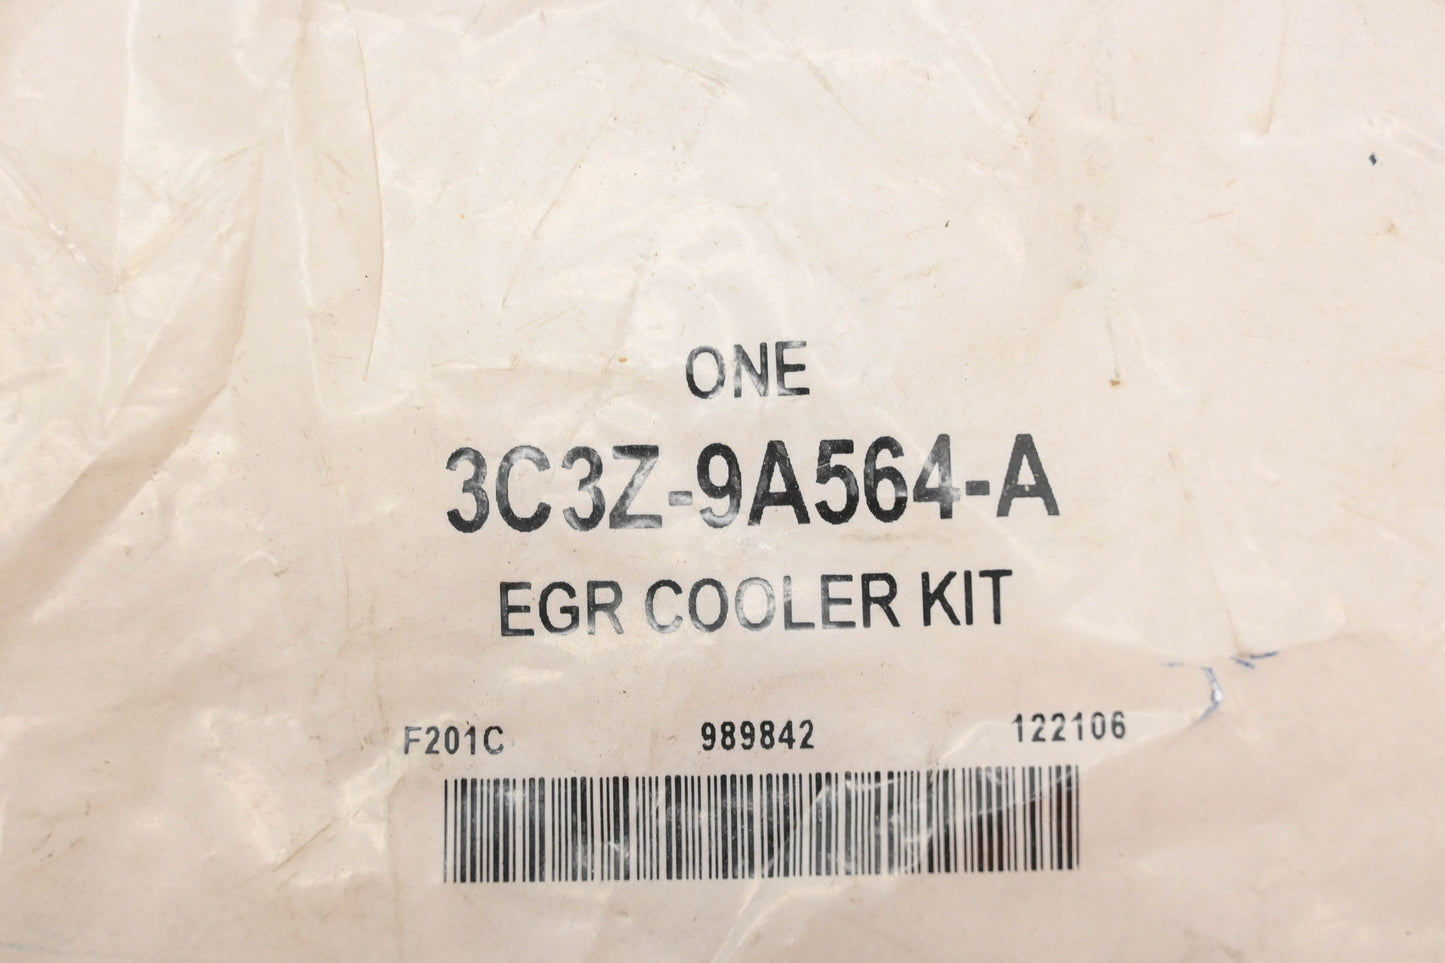 ONE
3C3Z-9A564-A
EGR COOLER KIT
F201C 989842 122106